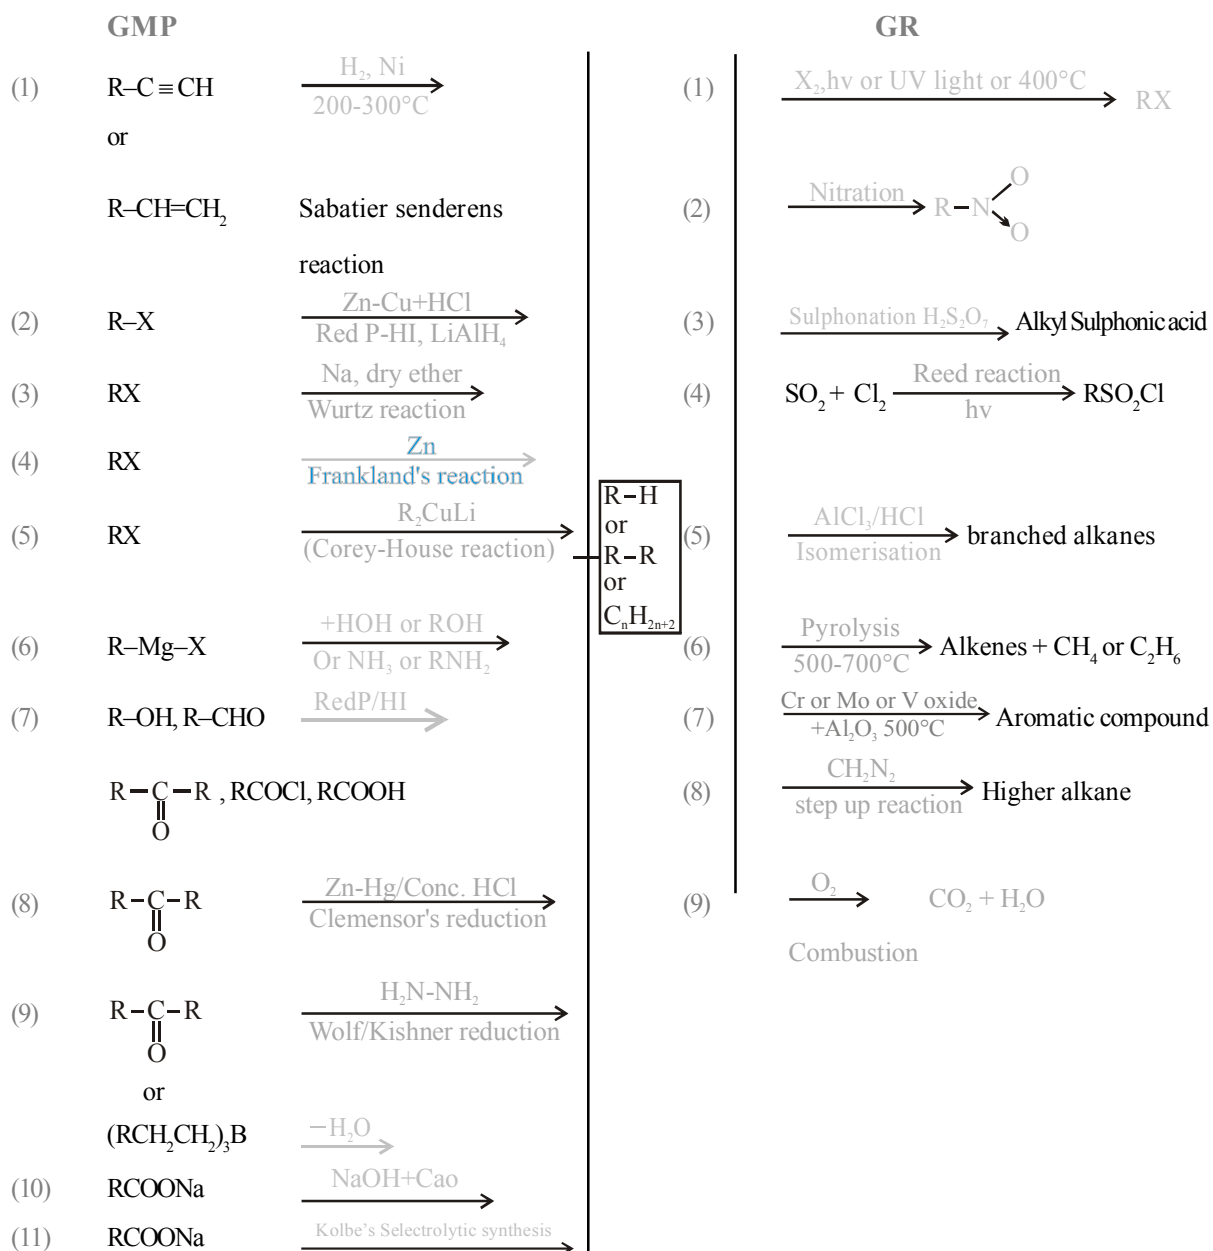 GMP
(1) R–C≡CH H₂, Ni
200-300°C
or
R–CH=CH₂ Sabatier senderens
reaction
(2) R–X Zn-Cu+HCl
Red P-HI, LiAlH₄
(3) RX Na, dry ether
Wurtz reaction
(4) RX Zn
Frankland's reaction
(5) RX R₂CuLi
(Corey-House reaction)
(6) R–Mg–X +HOH or ROH
Or NH₃ or RNH₂
(7) R–OH, R–CHO RedP/HI
R–C–R , RCOCl, RCOOH
O
(8) R–C–R Zn-Hg/Conc. HCl
Clemensor's reduction
O
(9) R–C–R H₂N-NH₂
Wolf/Kishner reduction
O
or
(RCH₂CH₂)₃B –H₂O
(10) RCOONa NaOH+Cao
(11) RCOONa Kolbe's Selectrolytic synthesis
R–H
or
R–R
or
CₙH₂ₙ₊₂
GR
(1) X₂,hv or UV light or 400°C RX
(2) Nitration R–N O
O
(3) Sulphonation H₂S₂O₇ Alkyl Sulphonic acid
(4) SO₂ + Cl₂ Reed reaction RSO₂Cl
hv
(5) AlCl₃/HCl branched alkanes
Isomerisation
(6) Pyrolysis Alkenes + CH₄ or C₂H₆
500-700°C
(7) Cr or Mo or V oxide Aromatic compound
+Al₂O₃ 500°C
(8) CH₂N₂ Higher alkane
step up reaction
(9) O₂ CO₂ + H₂O
Combustion